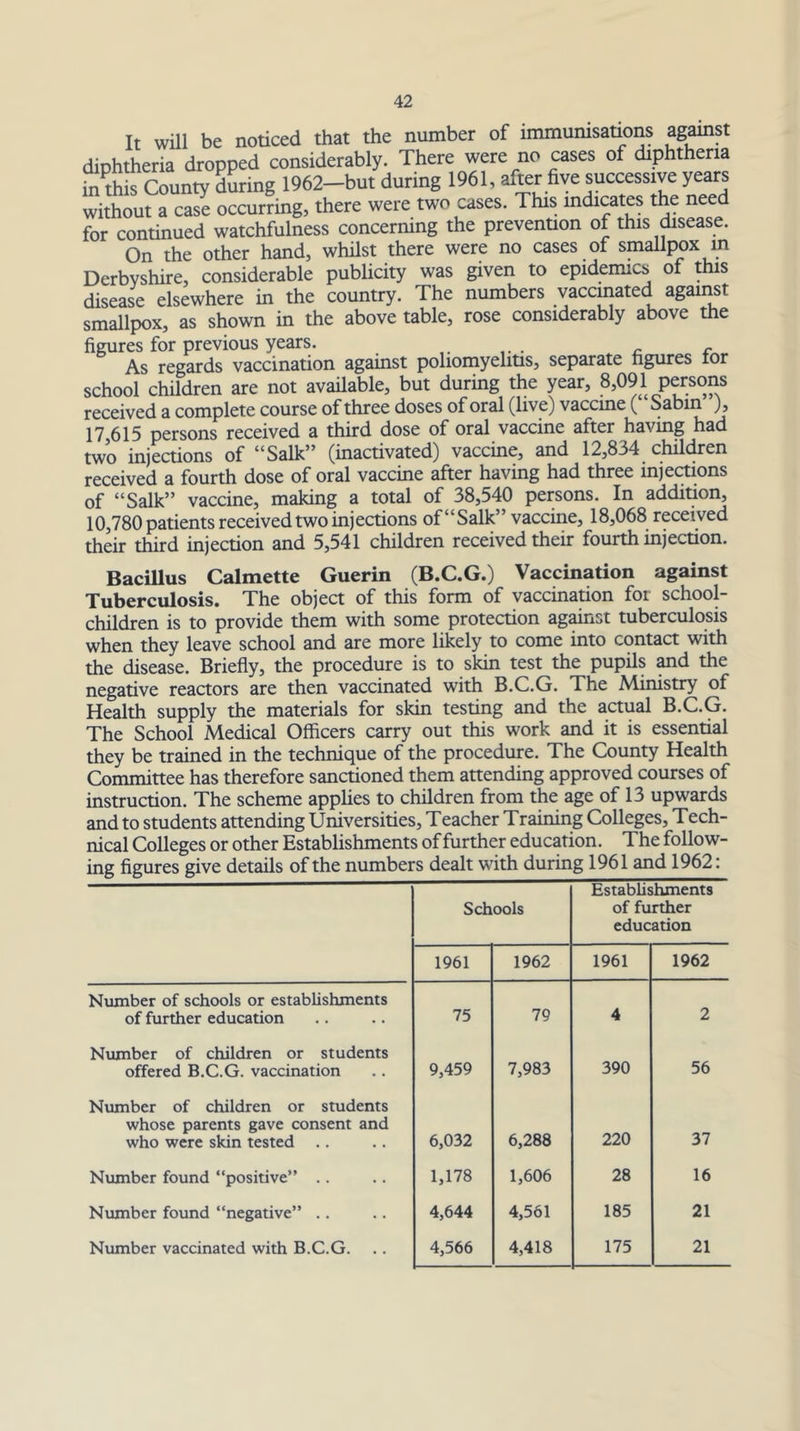 42
It will be noticed that the number of immunisations against
diphtheria dropped considerably. There were no cases of diphtheria
in this County during 1962—but during 1961, after five successive years
without a case occurring, there were two cases. This indicates the need
for continued watchfulness concerning the prevention of this disease.
On the other hand, whilst there were no cases of smallpox in
Derbyshire, considerable publicity was given to epidemics of this
disease elsewhere in the country. The numbers vaccinated against
smallpox, as shown in the above table, rose considerably above the
figures for previous years.
As regards vaccination against poliomyelitis, separate figures for
school children are not available, but during the year, 8,091 persons
received a complete course of three doses of oral (live) vaccine (“Sabin”),
17,615 persons received a third dose of oral vaccine after having had
two injections of “Salk” (inactivated) vaccine, and 12,834 children
received a fourth dose of oral vaccine after having had three injections
of “Salk” vaccine, making a total of 38,540 persons. In addition,
10,780 patients received two injections of “Salk” vaccine, 18,068 received
their third injection and 5,541 children received their fourth injection.
Bacillus Calmette Guerin (B.C.G.) Vaccination against
Tuberculosis. The object of this form of vaccination for school-
children is to provide them with some protection against tuberculosis
when they leave school and are more likely to come into contact with
the disease. Briefly, the procedure is to skin test the pupils and the
negative reactors are then vaccinated with B.C.G. The Ministry of
Health supply the materials for skin testing and the actual B.C.G.
The School Medical Officers carry out this work and it is essential
they be trained in the technique of the procedure. The County Health
Committee has therefore sanctioned them attending approved courses of
instruction. The scheme applies to children from the age of 13 upwards
and to students attending Universities, Teacher Training Colleges, Tech-
nical Colleges or other Establishments of further education. The follow-
ing figures give details of the numbers dealt with during 1961 and 1962:
Schools Establishments
of further
education
1961 1962 1961 1962
Number of schools or establishments
of further education .. .. 75 79 4 2
Number of children or students
offered B.C.G. vaccination .. 9,459 7,983 390 56
Number of children or students
whose parents gave consent and
who were skin tested .. .. 6,032 6,288 220 37
Number found “positive” .. .. 1,178 1,606 28 16
Number found “negative” .. .. 4,644 4,561 185 21
Number vaccinated with B.C.G. .. 4,566 4,418 175 21